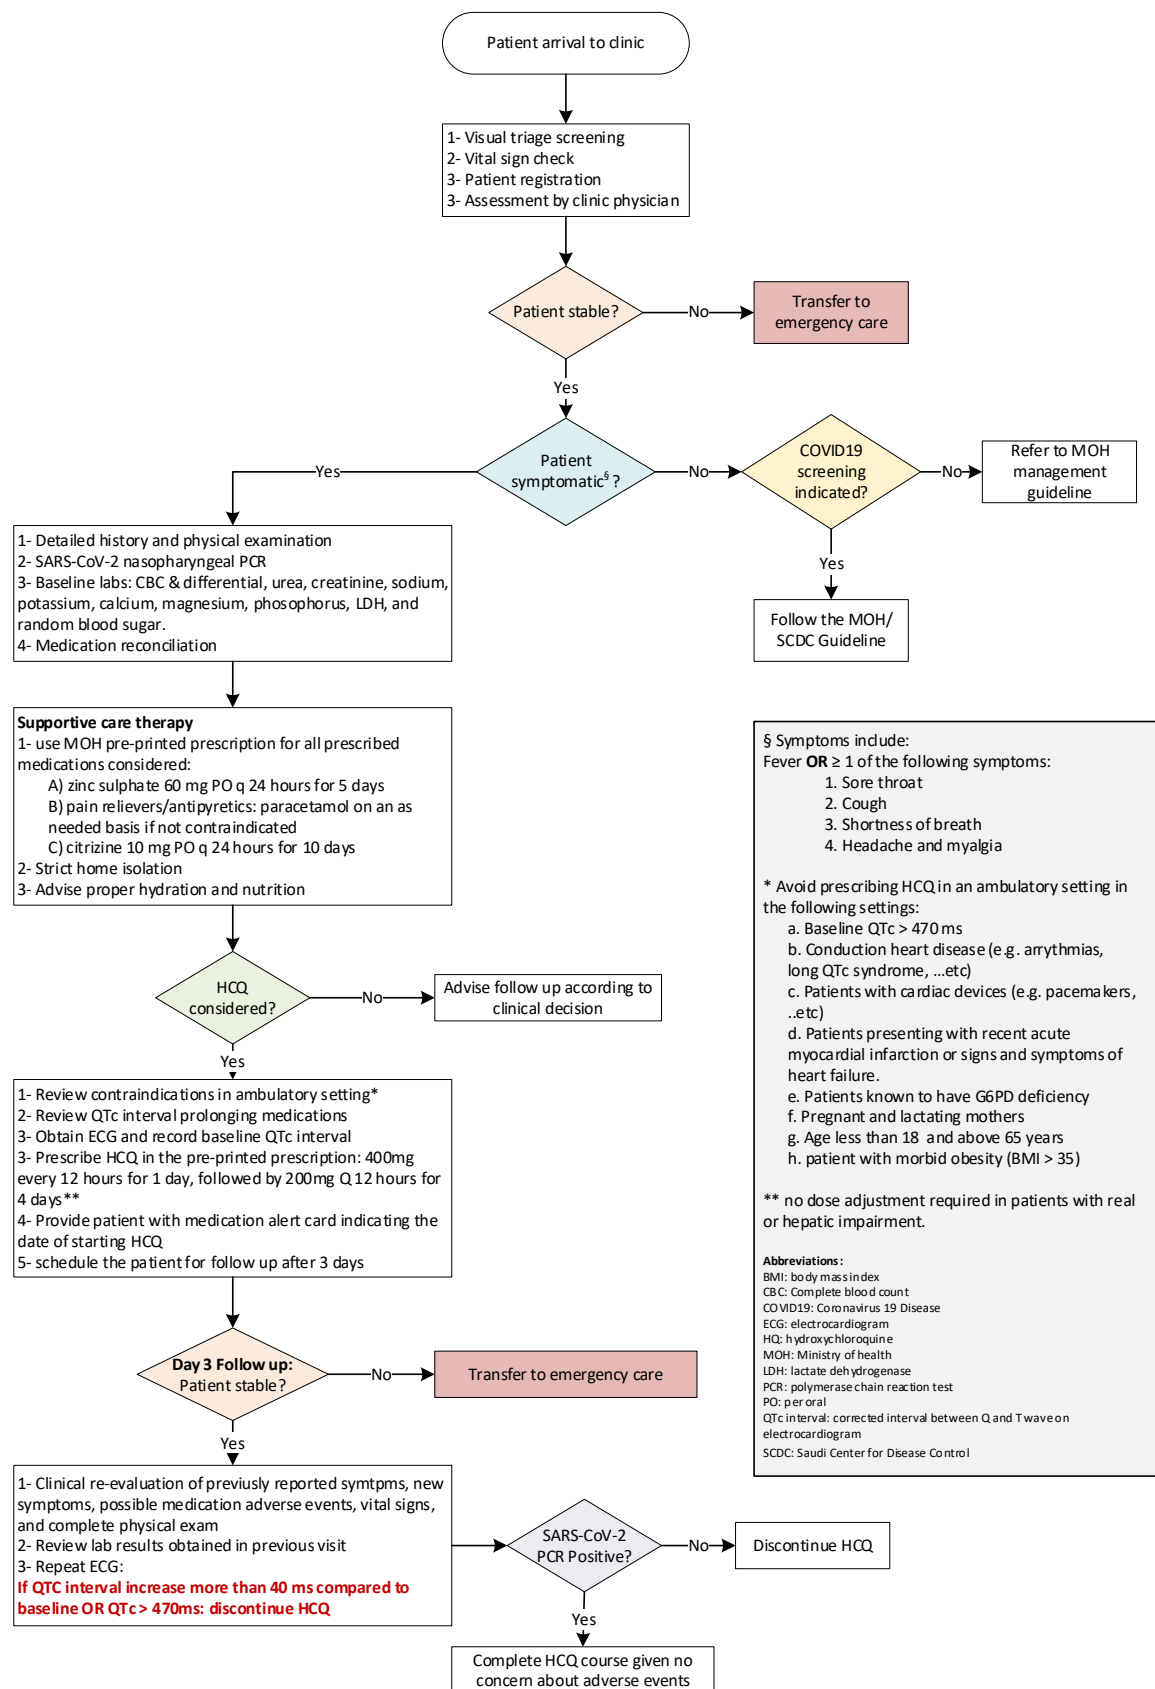 Patient arrival to clinic
1- Visual triage screening
2- Vital sign check
3- Patient registration
3- Assessment by clinic physician
Patient stable?
No
Transfer to
emergency care
Yes
Patient
symptomatic§ ?
Yes
No
COVID19
screening
indicated?
No
Refer to MOH
management
guideline
Yes
Follow the MOH/
SCDC Guideline
1- Detailed history and physical examination
2- SARS-CoV-2 nasopharyngeal PCR
3- Baseline labs: CBC & differential, urea, creatinine, sodium,
potassium, calcium, magnesium, phosophorus, LDH, and
random blood sugar.
4- Medication reconciliation
Supportive care therapy
1- use MOH pre-printed prescription for all prescribed
medications considered:
A) zinc sulphate 60 mg PO q 24 hours for 5 days
B) pain relievers/antipyretics: paracetamol on an as
needed basis if not contraindicated
C) citrizine 10 mg PO q 24 hours for 10 days
2- Strict home isolation
3- Advise proper hydration and nutrition
HCQ
considered?
No
Advise follow up according to
clinical decision
Yes
1- Review contraindications in ambulatory setting*
2- Review QTc interval prolonging medications
3- Obtain ECG and record baseline QTc interval
3- Prescribe HCQ in the pre-printed prescription: 400mg
every 12 hours for 1 day, followed by 200mg Q 12 hours for
4 days**
4- Provide patient with medication alert card indicating the
date of starting HCQ
5- schedule the patient for follow up after 3 days
Day 3 Follow up:
Patient stable?
No
Transfer to emergency care
Yes
1- Clinical re-evaluation of previusly reported symtpms, new
symptoms, possible medication adverse events, vital signs,
and complete physical exam
2- Review lab results obtained in previous visit
3- Repeat ECG:
If QTC interval increase more than 40 ms compared to
baseline OR QTc > 470ms: discontinue HCQ
SARS-CoV-2
PCR Positive?
No
Discontinue HCQ
Yes
Complete HCQ course given no
concern about adverse events
§ Symptoms include:
Fever OR ≥ 1 of the following symptoms:
1. Sore throat
2. Cough
3. Shortness of breath
4. Headache and myalgia
* Avoid prescribing HCQ in an ambulatory setting in
the following settings:
a. Baseline QTc > 470 ms
b. Conduction heart disease (e.g. arrythmias,
long QTc syndrome, ...etc)
c. Patients with cardiac devices (e.g. pacemakers,
..etc)
d. Patients presenting with recent acute
myocardial infarction or signs and symptoms of
heart failure.
e. Patients known to have G6PD deficiency
f. Pregnant and lactating mothers
g. Age less than 18 and above 65 years
h. patient with morbid obesity (BMI > 35)
** no dose adjustment required in patients with real
or hepatic impairment.
Abbreviations:
BMI: body mass index
CBC: Complete blood count
COVID19: Coronavirus 19 Disease
ECG: electrocardiogram
HQ: hydroxychloroquine
MOH: Ministry of health
LDH: lactate dehydrogenase
PCR: polymerase chain reaction test
PO: per oral
QTc interval: corrected interval between Q and T wave on
electrocardiogram
SCDC: Saudi Center for Disease Control